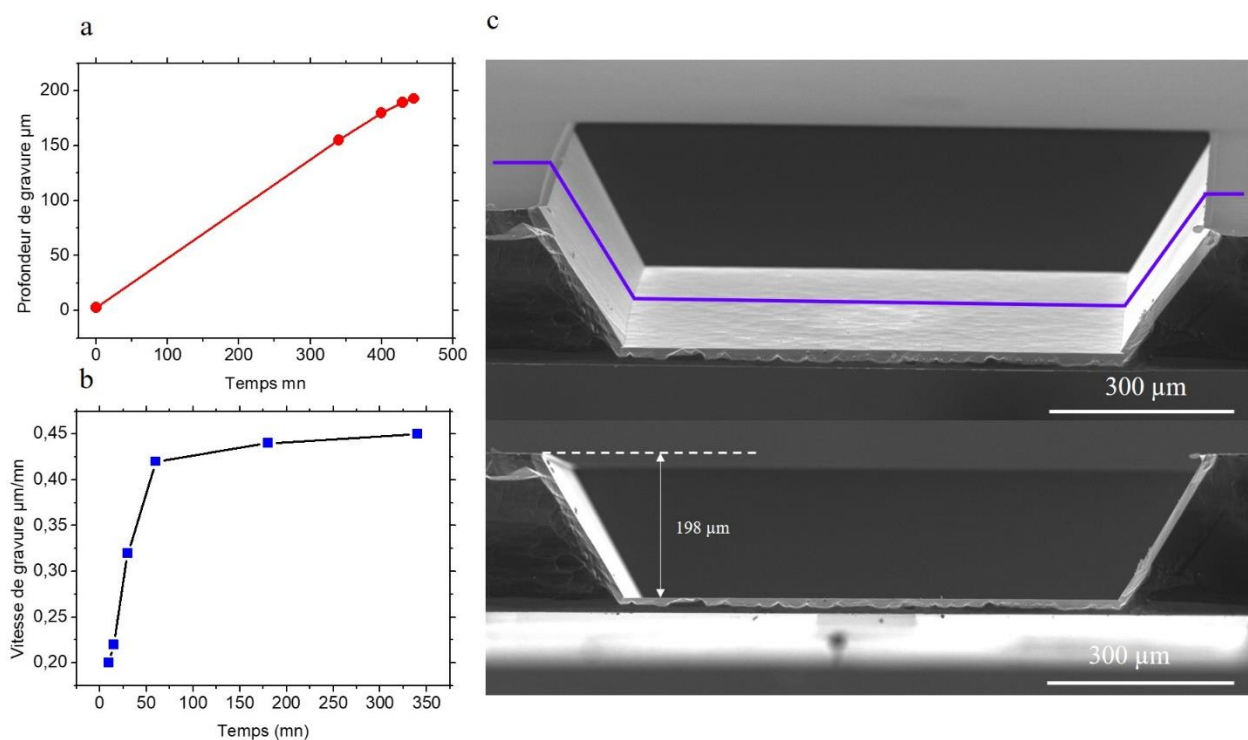 a
200
150
100
50
0
Profondeur de gravure µm
0 100 200 300 400 500
Temps mn
b
0,45
0,40
0,35
0,30
0,25
0,20
Vitesse de gravure µm/mn
0 50 100 150 200 250 300 350
Temps (mn)
c
300 µm
198 µm
300 µm